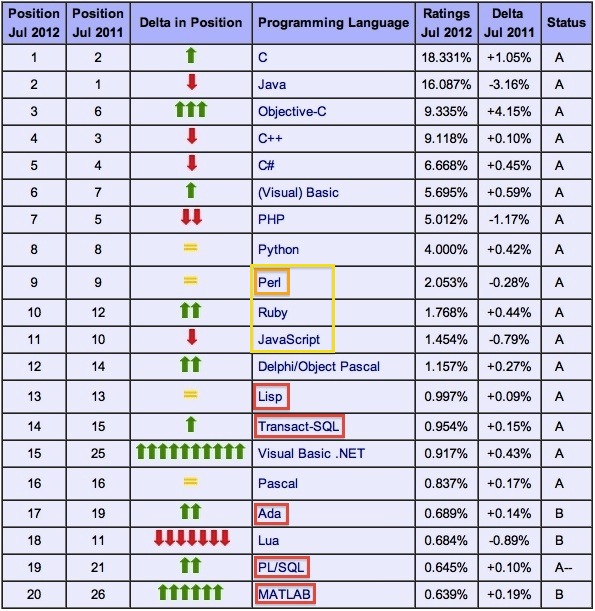 Position Jul 2012 Position Jul 2011 Delta in Position Programming Language Ratings Jul 2012 Delta Jul 2011 Status
1 2 C 18.331% +1.05% A
2 1 Java 16.087% -3.16% A
3 6 Objective-C 9.335% +4.15% A
4 3 C++ 9.118% +0.10% A
5 4 C# 6.668% +0.45% A
6 7 (Visual) Basic 5.695% +0.59% A
7 5 PHP 5.012% -1.17% A
8 8 Python 4.000% +0.42% A
9 9 Perl 2.053% -0.28% A
10 12 Ruby 1.768% +0.44% A
11 10 JavaScript 1.454% -0.79% A
12 14 Delphi/Object Pascal 1.157% +0.27% A
13 13 Lisp 0.997% +0.09% A
14 15 Transact-SQL 0.954% +0.15% A
15 25 Visual Basic .NET 0.917% +0.43% A
16 16 Pascal 0.837% +0.17% A
17 19 Ada 0.689% +0.14% B
18 11 Lua 0.684% -0.89% B
19 21 PL/SQL 0.645% +0.10% A--
20 26 MATLAB 0.639% +0.19% B